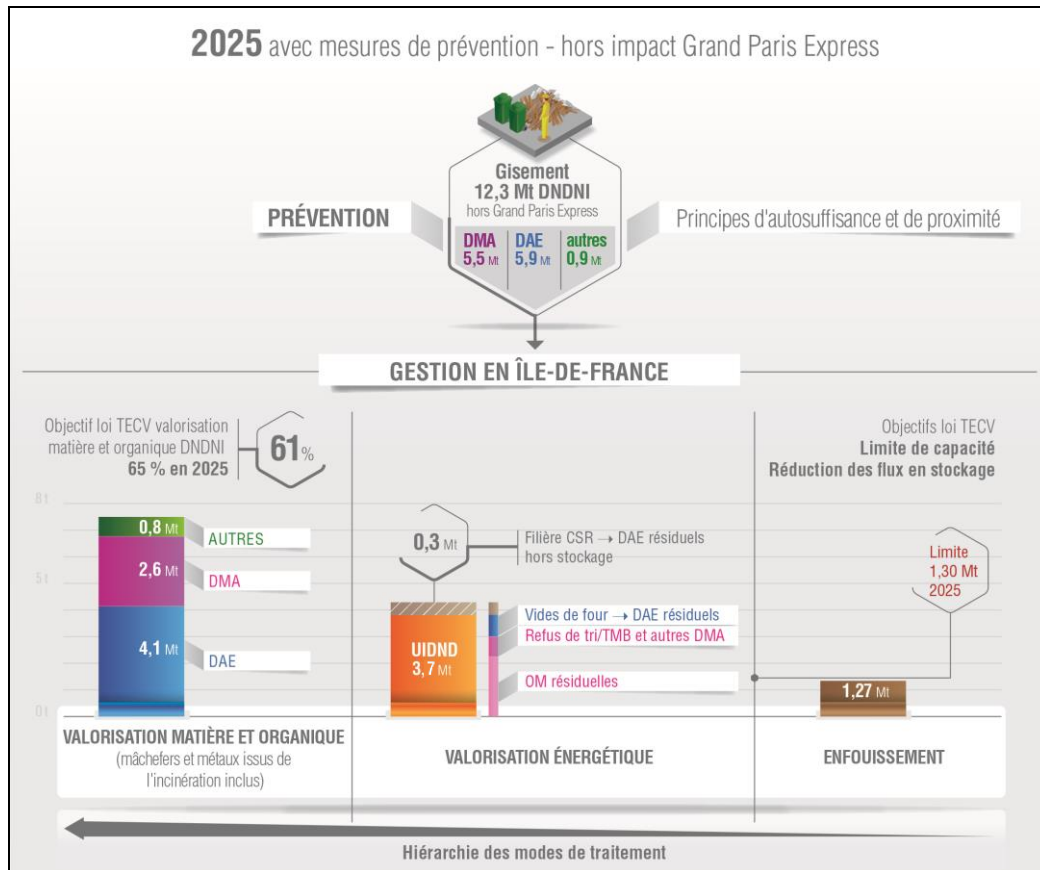 2025 avec mesures de prévention - hors impact Grand Paris Express
Gisement
12,3 Mt DNDNI
hors Grand Paris Express
PRÉVENTION
Principes d'autosuffisance et de proximité
DMA
5,5 Mt
DAE
5,9 Mt
autres
0,9 Mt
GESTION EN ÎLE-DE-FRANCE
Objectif loi TECV valorisation
matière et organique DNDNI
65 % en 2025
61%
Objectifs loi TECV
Limite de capacité
Réduction des flux en stockage
8 t
5 t
0 t
0,8 Mt
AUTRES
2,6 Mt
DMA
4,1 Mt
DAE
0,3 Mt
Filière CSR → DAE résiduels
hors stockage
UIDND
3,7 Mt
Vides de four → DAE résiduels
Refus de tri/TMB et autres DMA
OM résiduelles
Limite
1,30 Mt
2025
1,27 Mt
VALORISATION MATIÈRE ET ORGANIQUE
(mâchefers et métaux issus de
l'incinération inclus)
VALORISATION ÉNERGÉTIQUE
ENFOUISSEMENT
Hiérarchie des modes de traitement